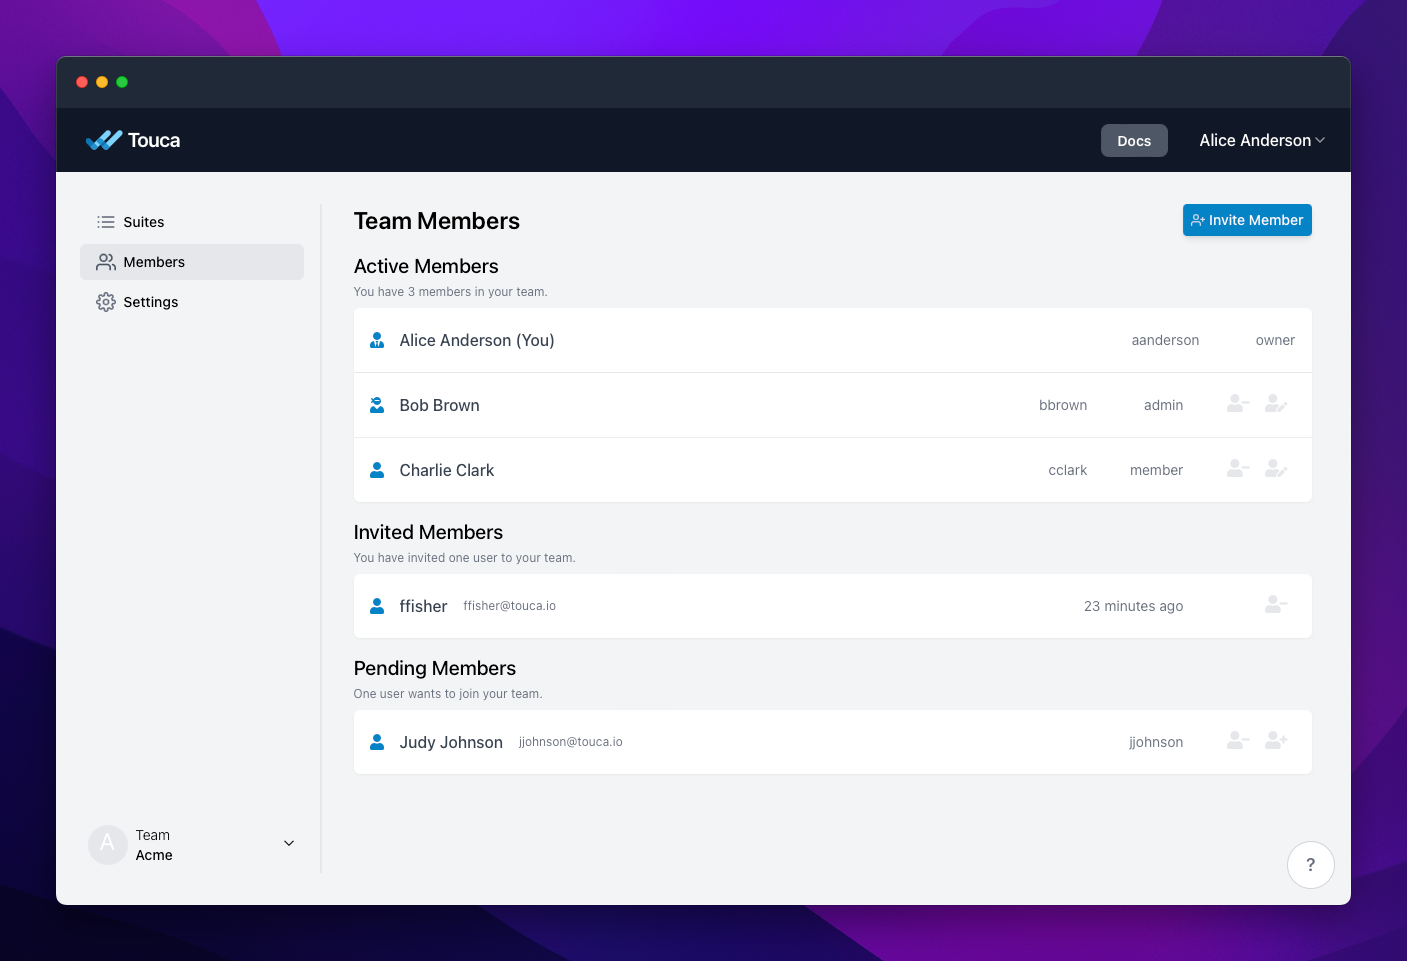 Touca
Docs
Alice Anderson
Suites
Members
Settings
Team Members
Invite Member
Active Members
You have 3 members in your team.
Alice Anderson (You) aanderson owner
Bob Brown bbrown admin
Charlie Clark cclark member
Invited Members
You have invited one user to your team.
ffisher ffisher@touca.io 23 minutes ago
Pending Members
One user wants to join your team.
Judy Johnson jjohnson@touca.io jjohnson
A
Team
Acme
?